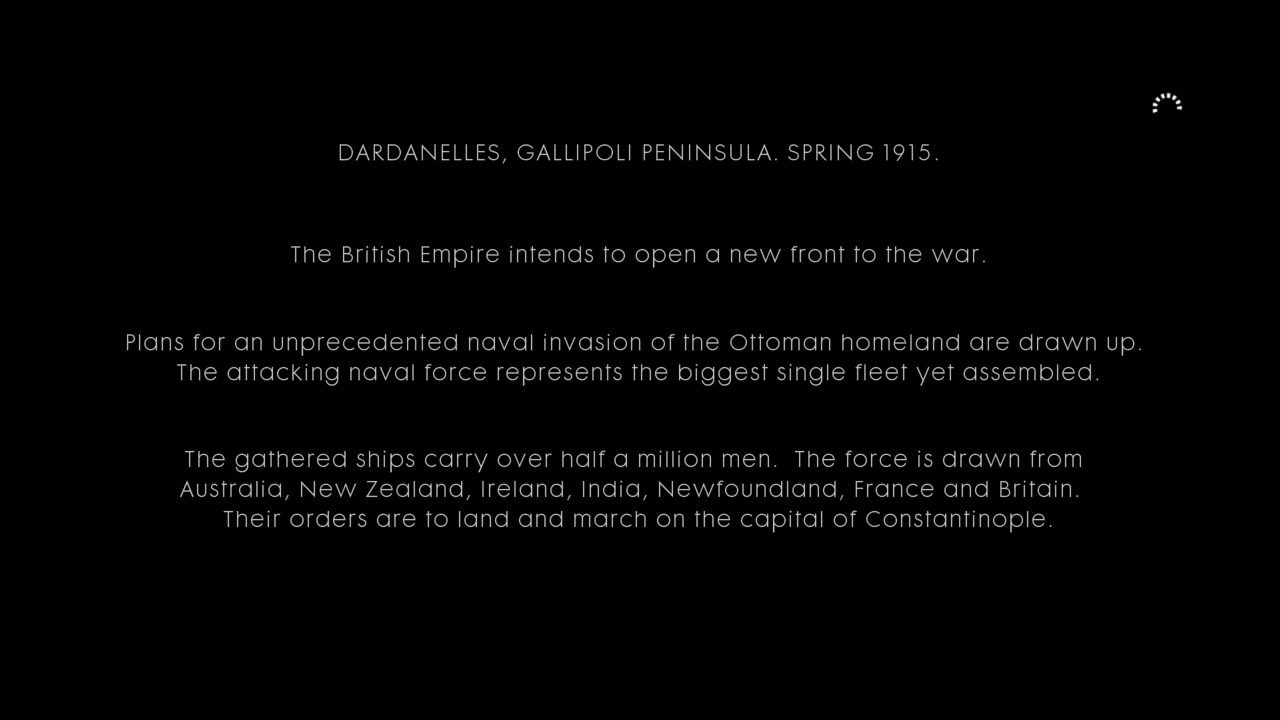 DARDANELLES, GALLIPOLI PENINSULA. SPRING 1915.
The British Empire intends to open a new front to the war.
Plans for an unprecedented naval invasion of the Ottoman homeland are drawn up.
The attacking naval force represents the biggest single fleet yet assembled.
The gathered ships carry over half a million men.  The force is drawn from
Australia, New Zealand, Ireland, India, Newfoundland, France and Britain.
Their orders are to land and march on the capital of Constantinople.